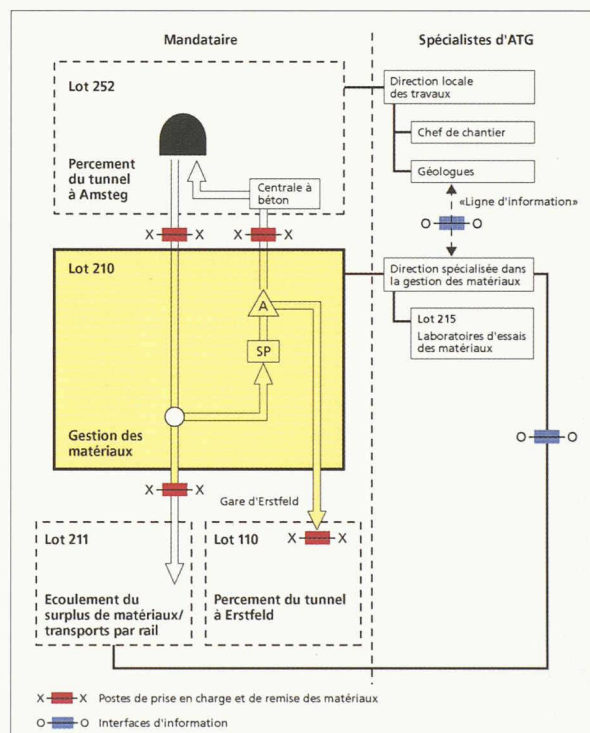 Mandataire
Spécialistes d'ATG
Lot 252
Direction locale
des travaux
Chef de chantier
Géologues
Percement
du tunnel
à Amsteg
Centrale à
béton
«Ligne d'information»
X X X X
O O
Lot 210
Direction spécialisée dans
la gestion des matériaux
A
Lot 215
Laboratoires d'essais
des matériaux
SP
Gestion des
matériaux
O O
X X
Gare d'Erstfeld
Lot 211
Lot 110
X X
Ecoulement du
surplus de matériaux/
transports par rail
Percement du tunnel
à Erstfeld
X X Postes de prise en charge et de remise des matériaux
O O Interfaces d'information